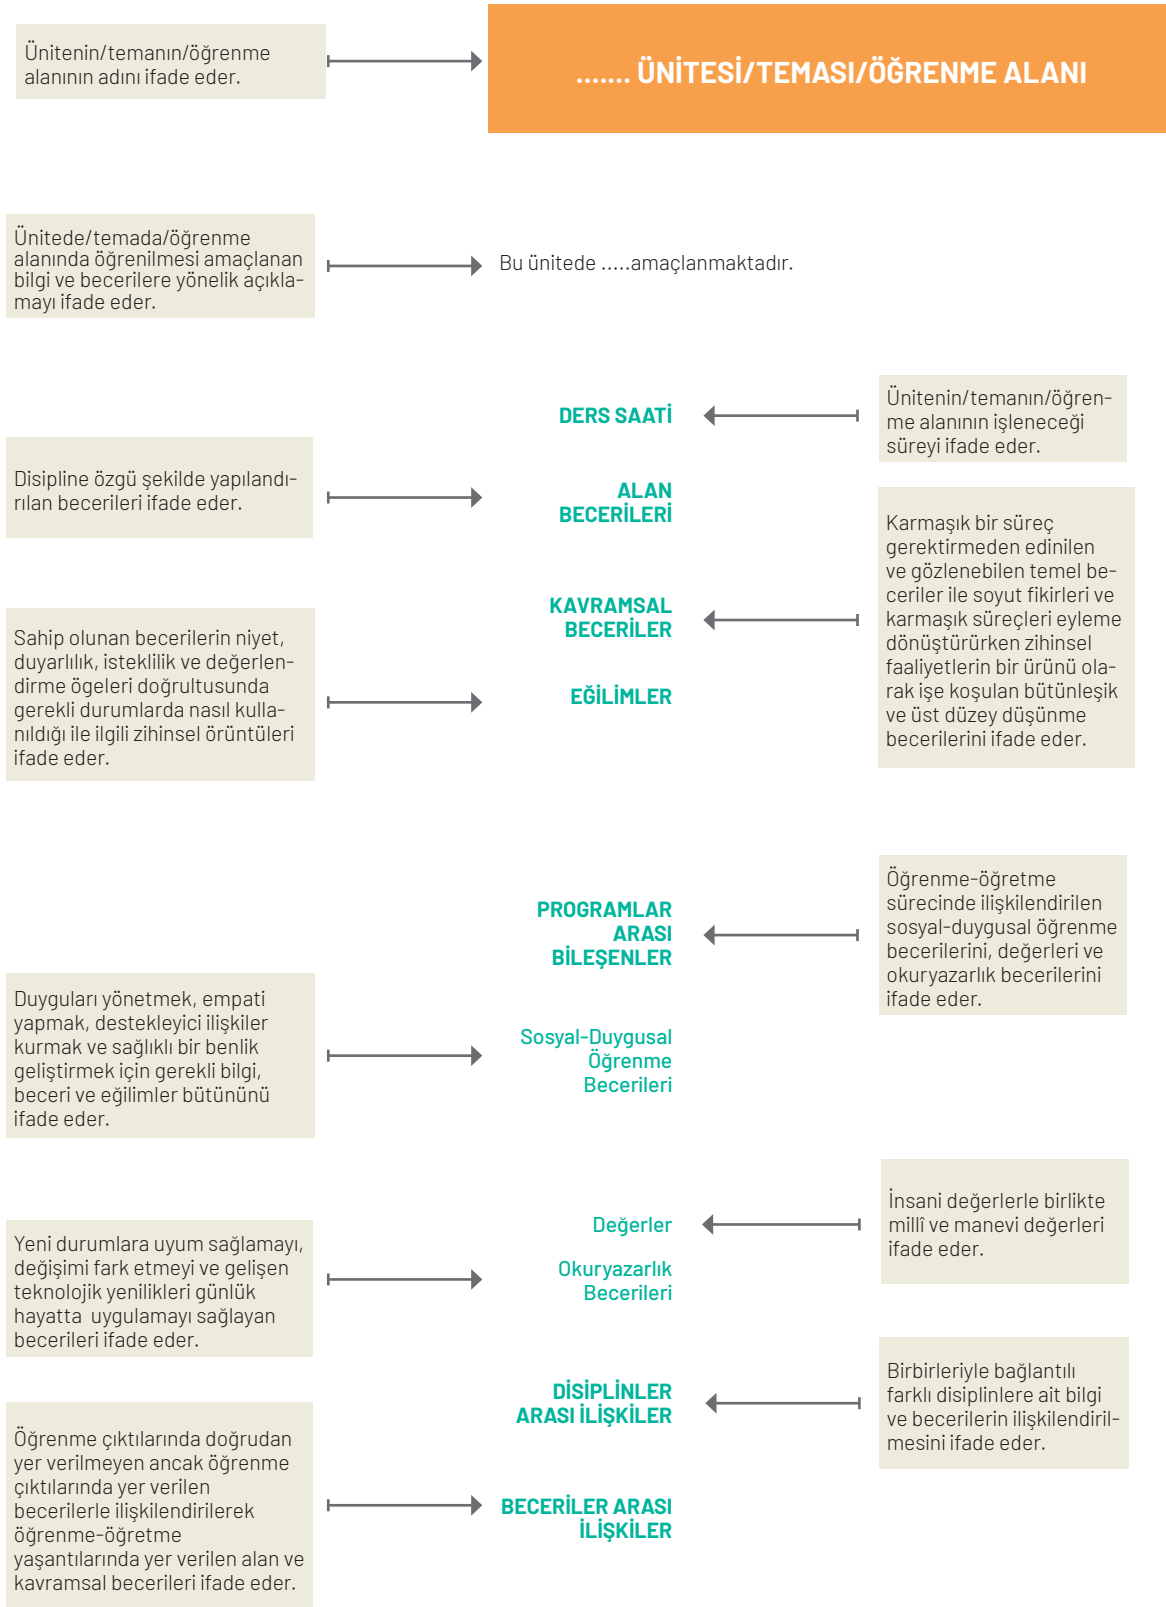 Ünitenin/temanın/öğrenme
alanının adını ifade eder.
....... ÜNİTESİ/TEMASI/ÖĞRENME ALANI
Ünitede/temada/öğrenme
alanında öğrenilmesi amaçlanan
bilgi ve becerilere yönelik açıkla-
mayı ifade eder.
Bu ünitede .....amaçlanmaktadır.
DERS SAATİ
Ünitenin/temanın/öğren-
me alanının işleneceği
süreyi ifade eder.
Disipline özgü şekilde yapılandı-
rılan becerileri ifade eder.
ALAN
BECERİLERİ
KAVRAMSAL
BECERİLER
Karmaşık bir süreç
gerektirmeden edinilen
ve gözlenebilen temel be-
ceriler ile soyut fikirleri ve
karmaşık süreçleri eyleme
dönüştürürken zihinsel
faaliyetlerin bir ürünü ola-
rak işe koşulan bütünleşik
ve üst düzey düşünme
becerilerini ifade eder.
Sahip olunan becerilerin niyet,
duyarlılık, isteklilik ve değerlen-
dirme ögeleri doğrultusunda
gerekli durumlarda nasıl kulla-
nıldığı ile ilgili zihinsel örüntüleri
ifade eder.
EĞİLİMLER
PROGRAMLAR
ARASI
BİLEŞENLER
Öğrenme-öğretme
sürecinde ilişkilendirilen
sosyal-duygusal öğrenme
becerilerini, değerleri ve
okuryazarlık becerilerini
ifade eder.
Duyguları yönetmek, empati
yapmak, destekleyici ilişkiler
kurmak ve sağlıklı bir benlik
geliştirmek için gerekli bilgi,
beceri ve eğilimler bütününü
ifade eder.
Sosyal-Duygusal
Öğrenme
Becerileri
Değerler
İnsani değerlerle birlikte
millî ve manevi değerleri
ifade eder.
Yeni durumlara uyum sağlamayı,
değişimi fark etmeyi ve gelişen
teknolojik yenilikleri günlük
hayatta uygulamayı sağlayan
becerileri ifade eder.
Okuryazarlık
Becerileri
DİSİPLİNLER
ARASI İLİŞKİLER
Birbirleriyle bağlantılı
farklı disiplinlere ait bilgi
ve becerilerin ilişkilendiril-
mesini ifade eder.
Öğrenme çıktılarında doğrudan
yer verilmeyen ancak öğrenme
çıktılarında yer verilen
becerilerle ilişkilendirilerek
öğrenme-öğretme
yaşantılarında yer verilen alan ve
kavramsal becerileri ifade eder.
BECERİLER ARASI
İLİŞKİLER